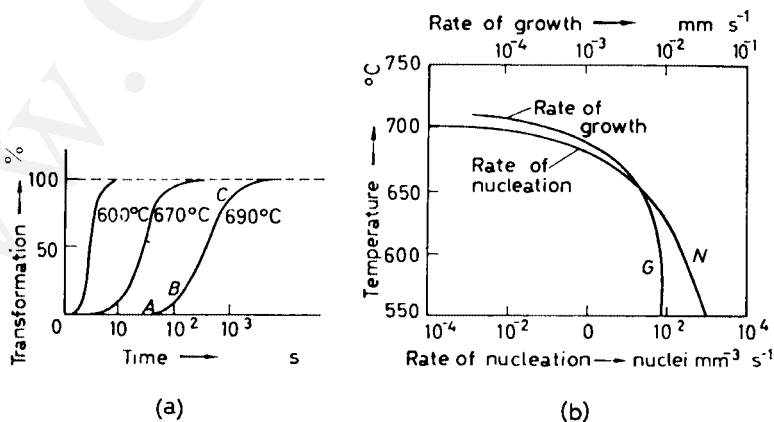 Transformation → %
100
50
0
10
10²
10³
Time → s
600°C
670°C
690°C
A
B
C
(a)
Rate of growth → mm s⁻¹
10⁻⁴
10⁻³
10⁻²
10⁻¹
Temperature → °C
750
700
650
600
550
Rate of
growth
Rate of
nucleation
G
N
10⁻⁴
10⁻²
0
10²
10⁴
Rate of nucleation → nuclei mm⁻³ s⁻¹
(b)